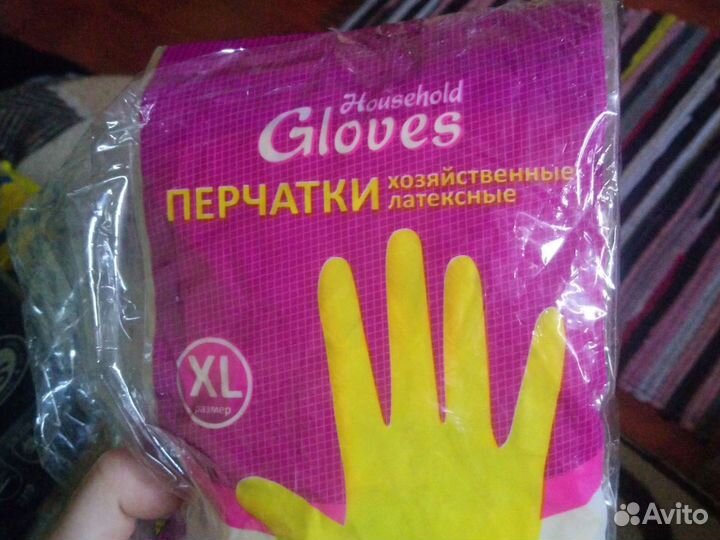 Household
Gloves
ПЕРЧАТКИ
хозяйственные
латексные
XL
размер
Avito